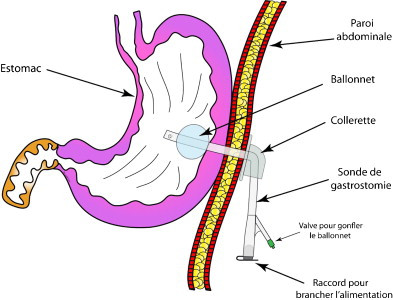 Paroi
abdominale
Estomac
Ballonnet
Collerette
Sonde de
gastrostomie
Valve pour gonfler
le ballonnet
Raccord pour
brancher l'alimentation